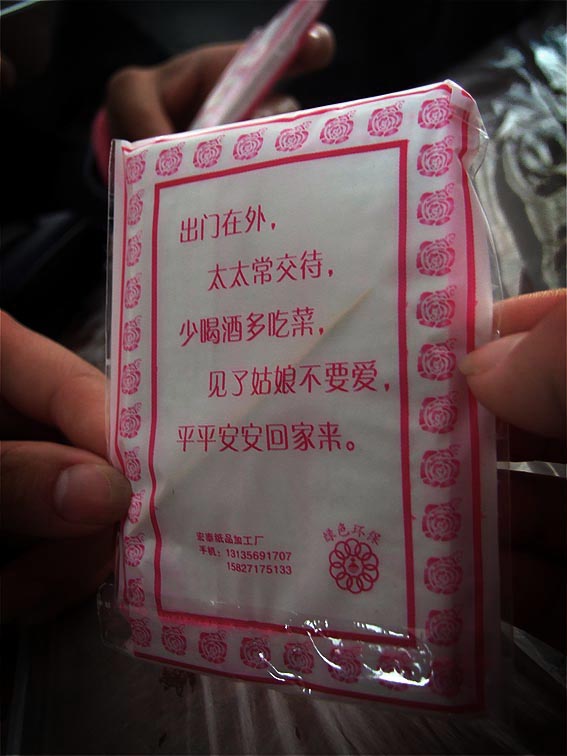 出门在外，
太太常交待，
少喝酒多吃菜，
见了姑娘不要爱，
平平安安回家来。
宏泰纸品加工厂
手机：13135691707
15827175133
绿色环保